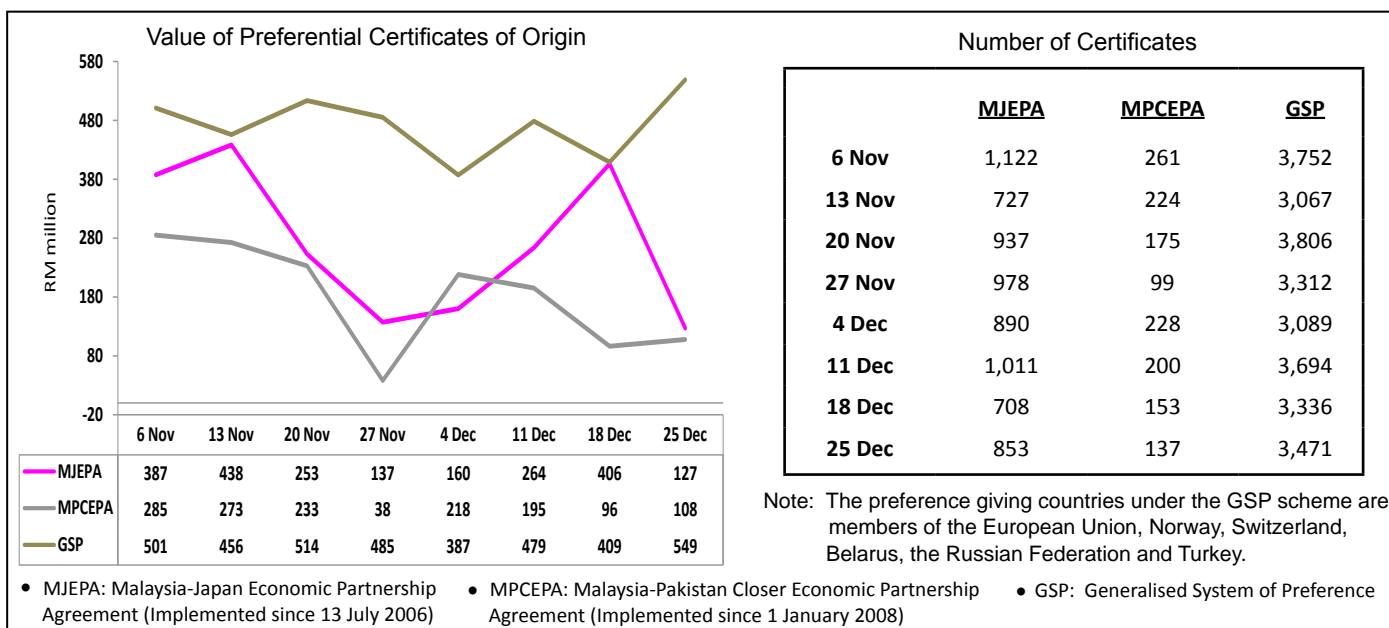 Value of Preferential Certificates of Origin
580
480
380
280
180
80
-20
RM million
6 Nov 13 Nov 20 Nov 27 Nov 4 Dec 11 Dec 18 Dec 25 Dec
MJEPA 387 438 253 137 160 264 406 127
MPCEPA 285 273 233 38 218 195 96 108
GSP 501 456 514 485 387 479 409 549
Number of Certificates
MJEPA MPCEPA GSP
6 Nov 1,122 261 3,752
13 Nov 727 224 3,067
20 Nov 937 175 3,806
27 Nov 978 99 3,312
4 Dec 890 228 3,089
11 Dec 1,011 200 3,694
18 Dec 708 153 3,336
25 Dec 853 137 3,471
Note: The preference giving countries under the GSP scheme are
members of the European Union, Norway, Switzerland,
Belarus, the Russian Federation and Turkey.
• MJEPA: Malaysia-Japan Economic Partnership
Agreement (Implemented since 13 July 2006)
• MPCEPA: Malaysia-Pakistan Closer Economic Partnership
Agreement (Implemented since 1 January 2008)
• GSP: Generalised System of Preference